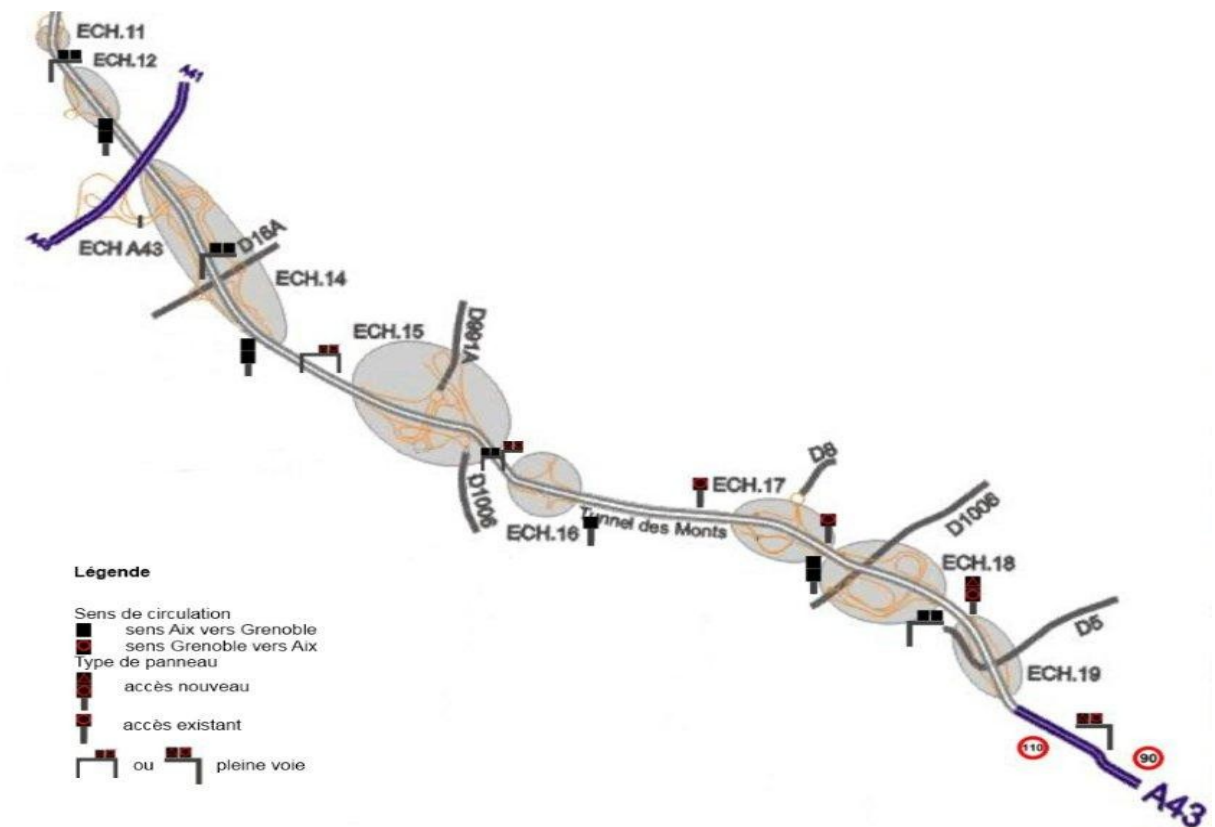 ECH.11
ECH.12
A41
A43
ECH A43
D16A
ECH.14
ECH.15
D991A
D1006
ECH.16
Tunnel des Monts
ECH.17
D8
D1006
ECH.18
D5
ECH.19
110
90
A43
Légende
Sens de circulation
sens Aix vers Grenoble
sens Grenoble vers Aix
Type de panneau
accès nouveau
accès existant
ou
pleine voie